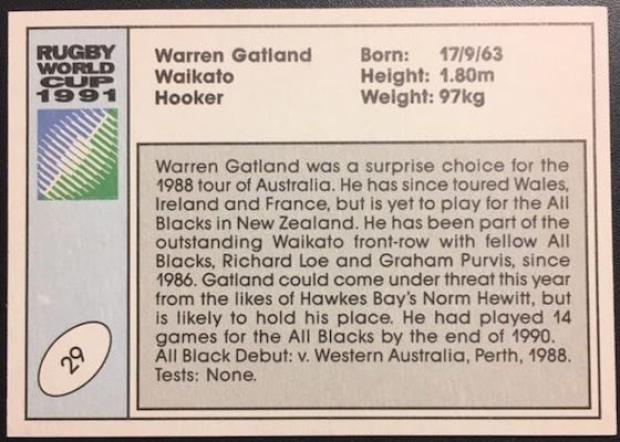 RUGBY
WORLD
CUP
1991
Warren Gatland
Waikato
Hooker
Born: 17/9/63
Height: 1.80m
Weight: 97kg
Warren Gatland was a surprise choice for the
1988 tour of Australia. He has since toured Wales,
Ireland and France, but is yet to play for the All
Blacks in New Zealand. He has been part of the
outstanding Waikato front-row with fellow All
Blacks, Richard Loe and Graham Purvis, since
1986. Gatland could come under threat this year
from the likes of Hawkes Bay's Norm Hewitt, but
is likely to hold his place. He had played 14
games for the All Blacks by the end of 1990.
All Black Debut: v. Western Australia, Perth, 1988.
Tests: None.
29